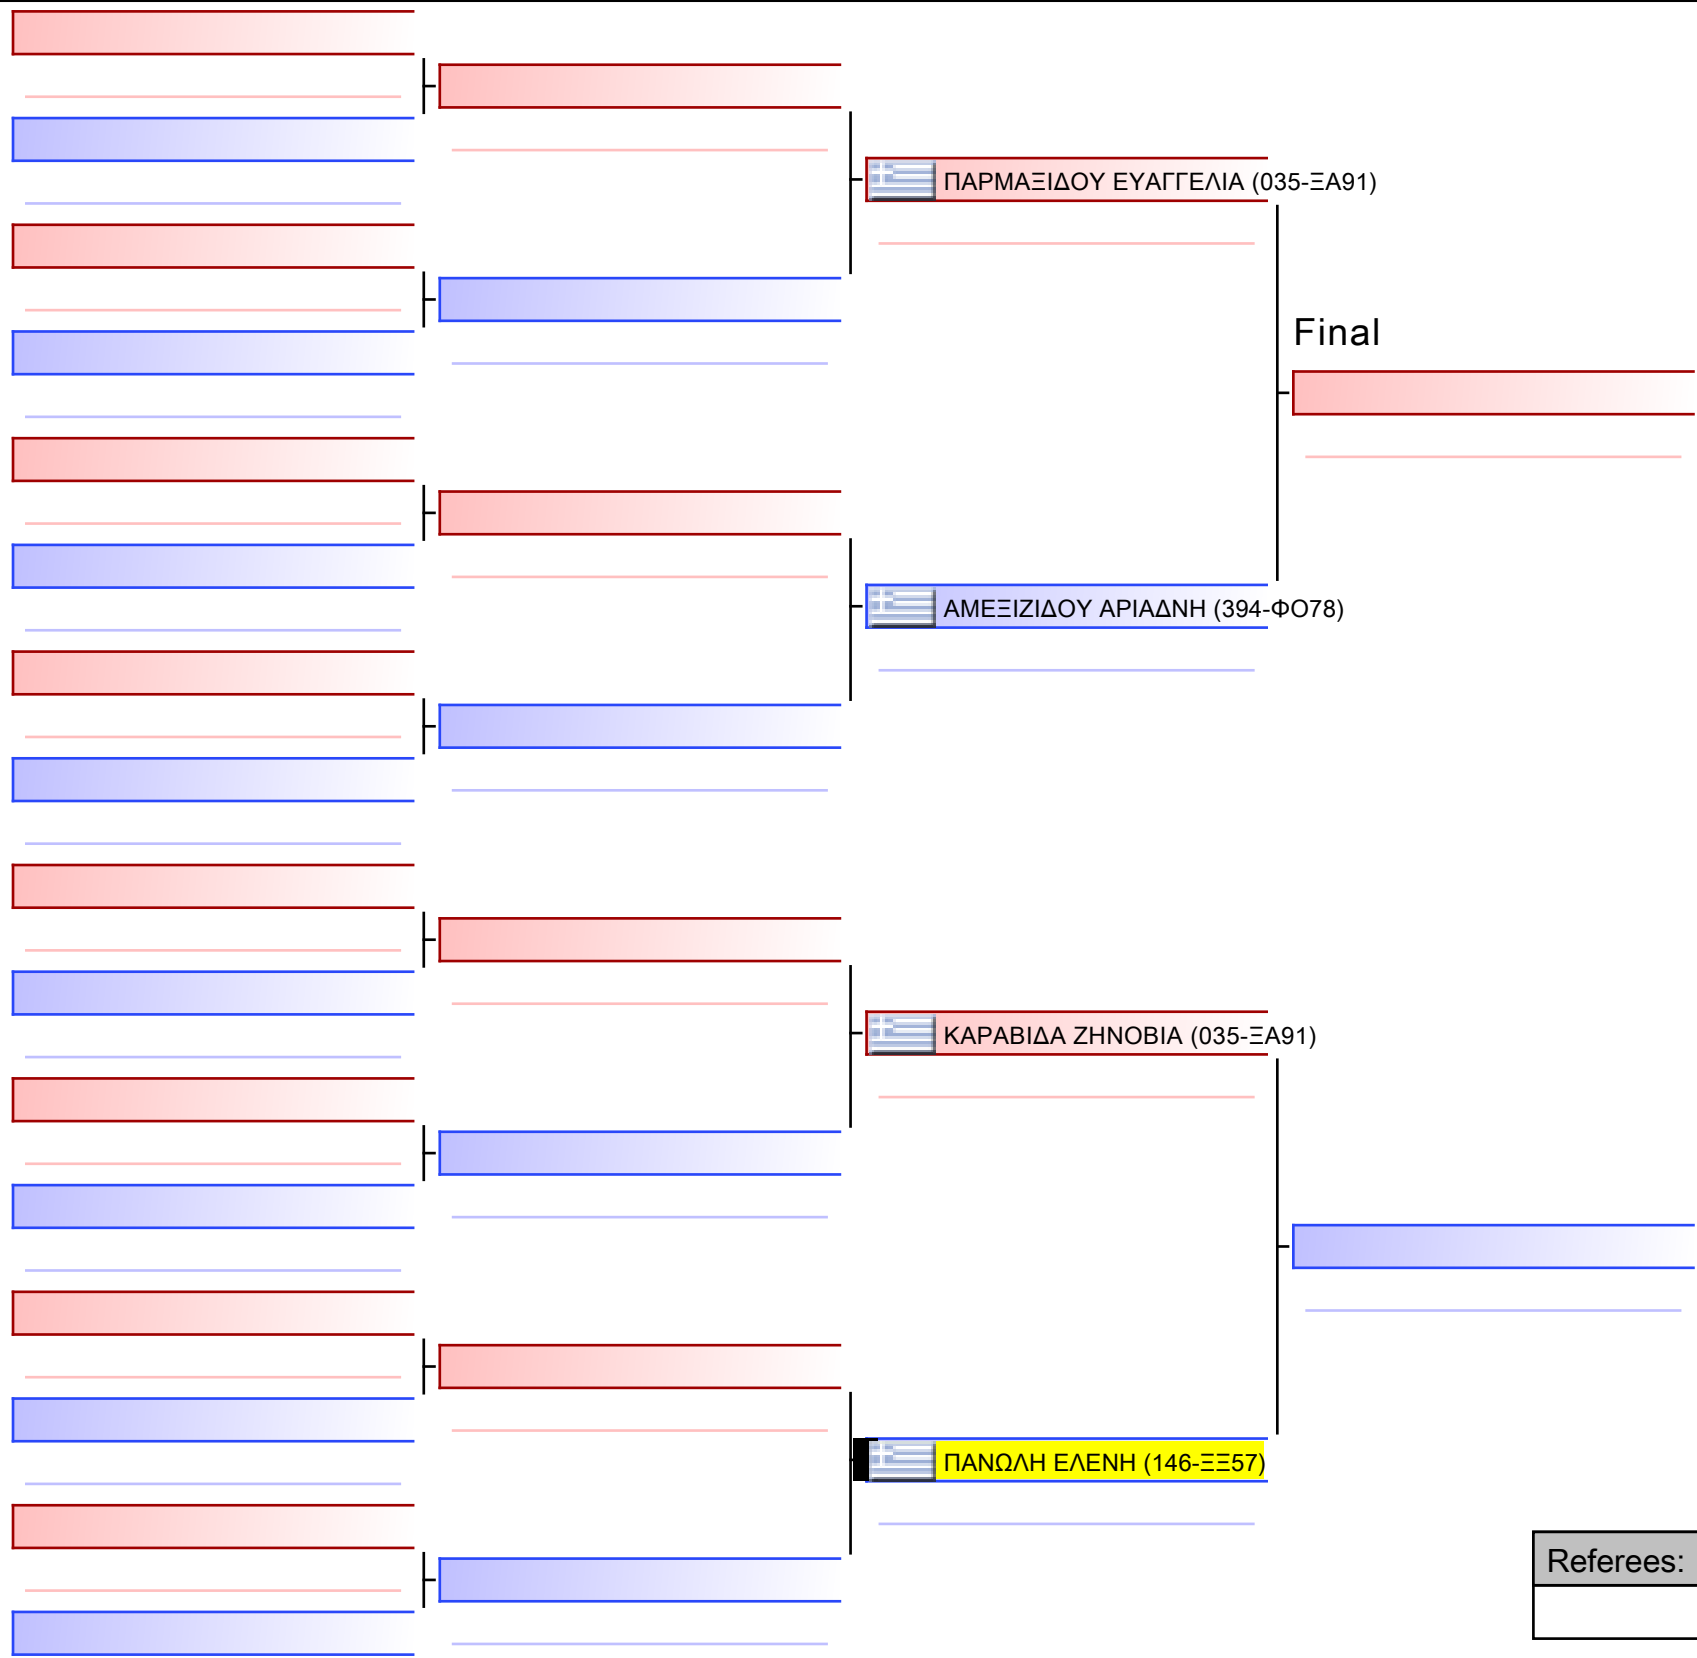 ΠΑΡΜΑΞΙΔΟΥ ΕΥΑΓΓΕΛΙΑ (035-ΞΑ91)
Final
ΑΜΕΞΙΖΙΔΟΥ ΑΡΙΑΔΝΗ (394-ΦΟ78)
ΚΑΡΑΒΙΔΑ ΖΗΝΟΒΙΑ (035-ΞΑ91)
ΠΑΝΩΛΗ ΕΛΕΝΗ (146-ΞΞ57)
Referees: